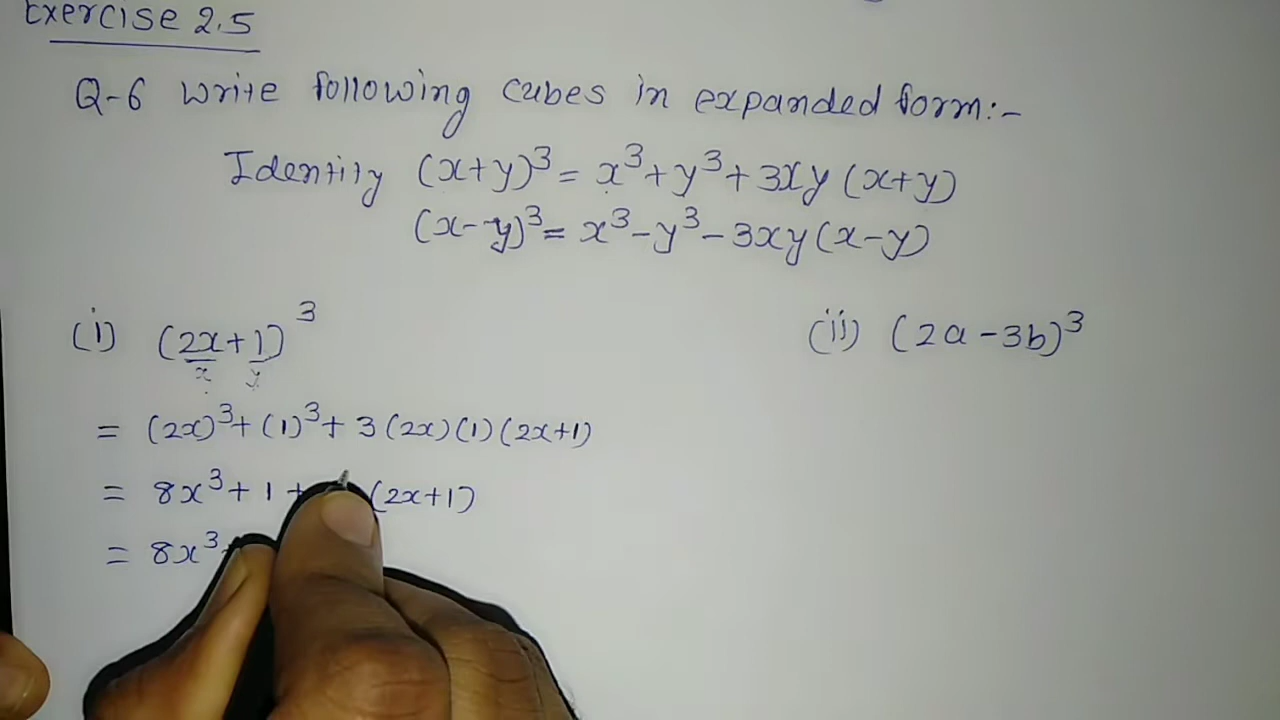 Exercise 2.5
Q-6 Write following cubes in expanded form:-
Identity (x+y)³ = x³+y³+3xy(x+y)
(x-y)³ = x³-y³-3xy(x-y)
(i) (2x+1)³
x y
= (2x)³+(1)³+3(2x)(1)(2x+1)
= 8x³+1+ (2x+1)
= 8x³
(ii) (2a-3b)³